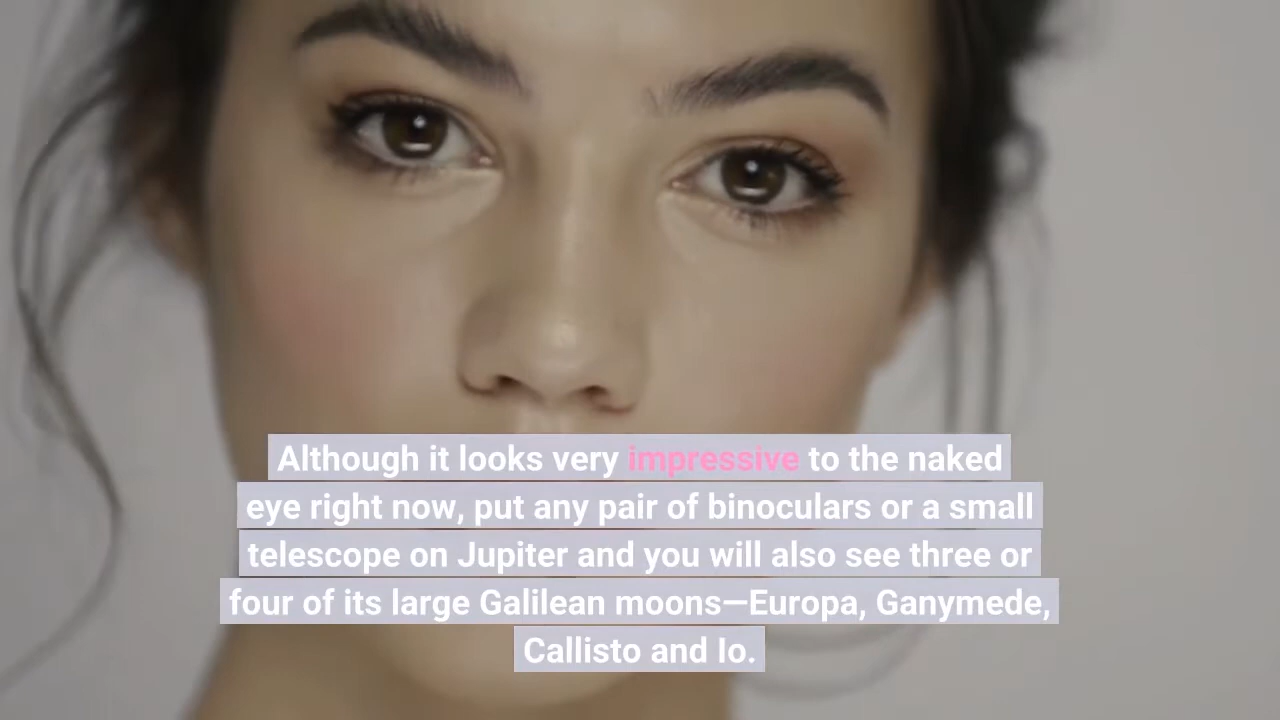 Although it looks very impressive to the naked
eye right now, put any pair of binoculars or a small
telescope on Jupiter and you will also see three or
four of its large Galilean moons—Europa, Ganymede,
Callisto and Io.